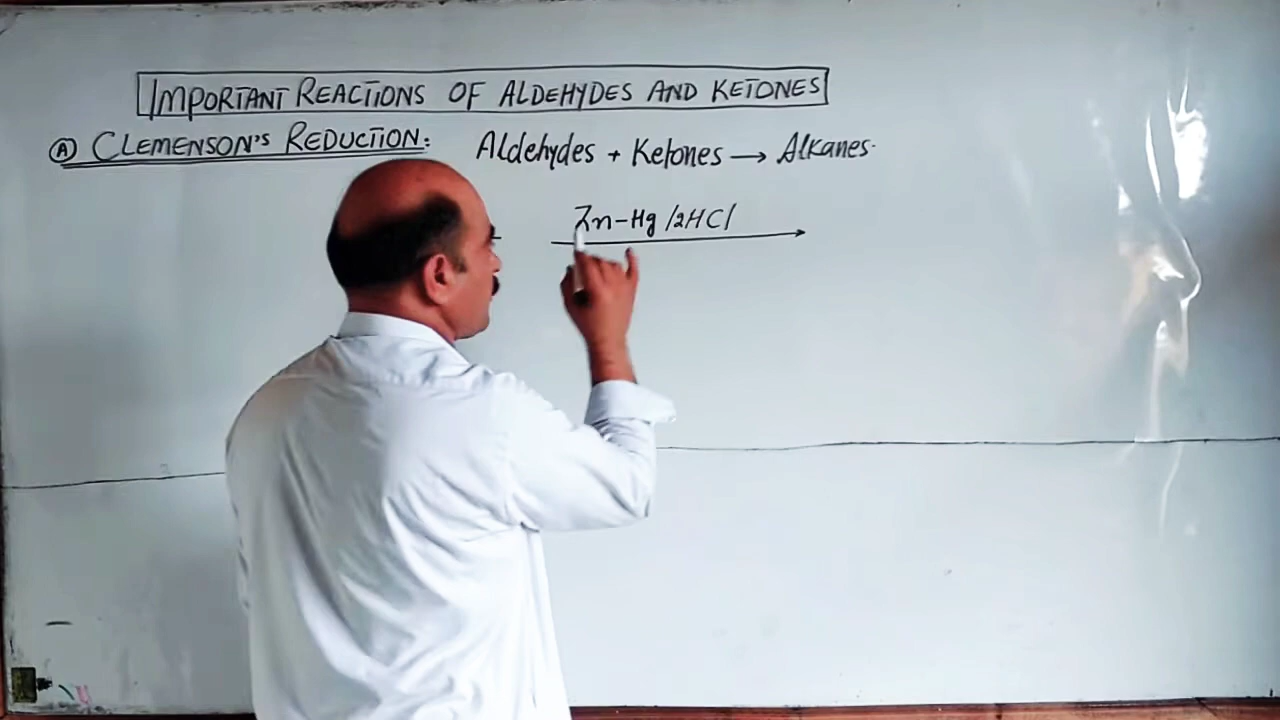 IMPORTANT REACTIONS OF ALDEHYDES AND KETONES
Ⓐ CLEMENSON'S REDUCTION: Aldehydes + Ketones ⟶ Alkanes.
Zn-Hg/2HCl